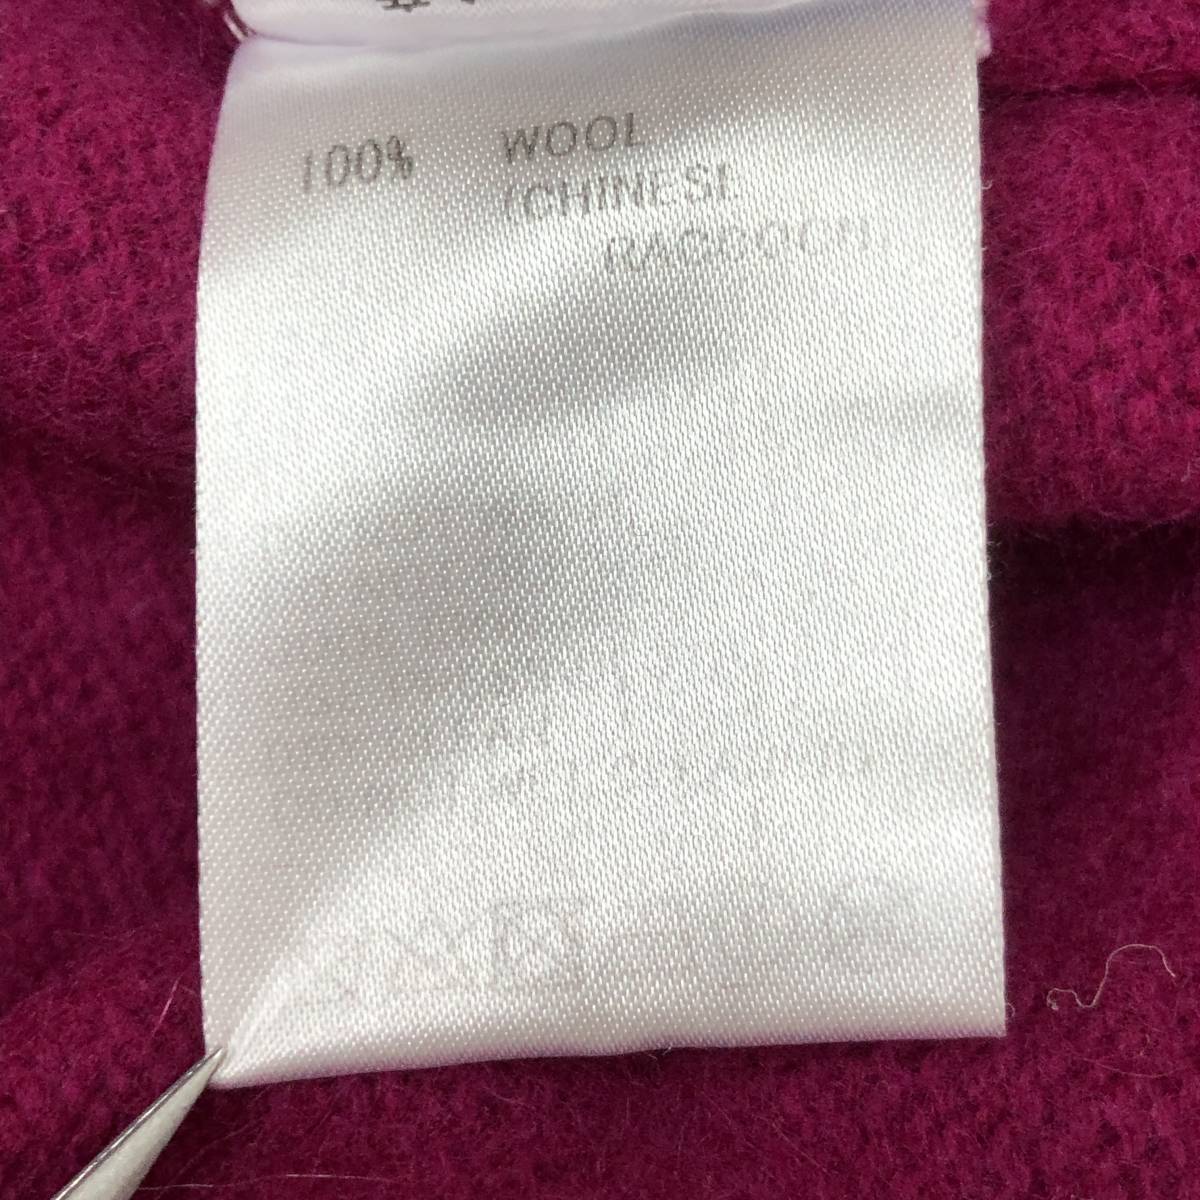 100% WOOL
(CHINESE
RACCOON)